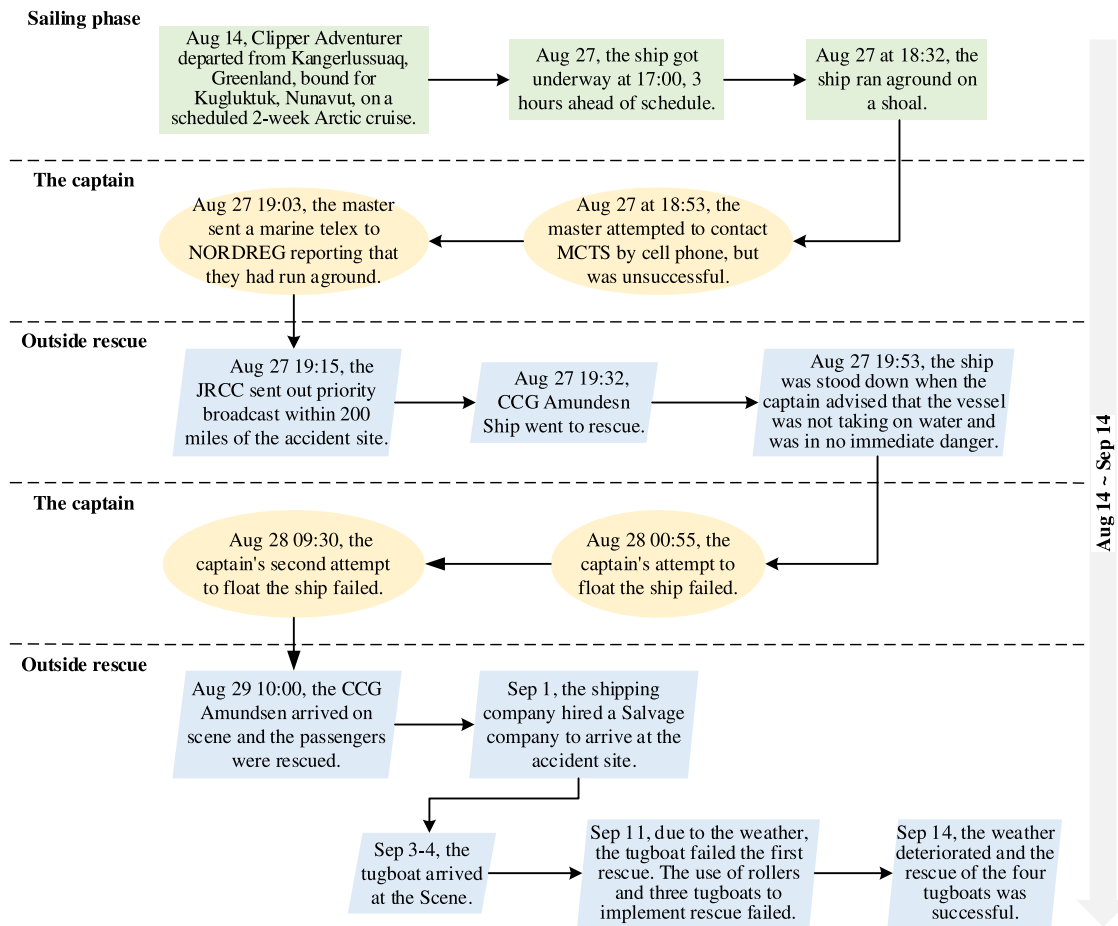 Sailing phase
Aug 14, Clipper Adventurer
departed from Kangerlussuaq,
Greenland, bound for
Kugluktuk, Nunavut, on a
scheduled 2-week Arctic cruise.
Aug 27, the ship got
underway at 17:00, 3
hours ahead of schedule.
Aug 27 at 18:32, the
ship ran aground on
a shoal.
The captain
Aug 27 at 18:53, the
master attempted to contact
MCTS by cell phone, but
was unsuccessful.
Aug 27 19:03, the master
sent a marine telex to
NORDREG reporting that
they had run aground.
Outside rescue
Aug 27 19:15, the
JRCC sent out priority
broadcast within 200
miles of the accident site.
Aug 27 19:32,
CCG Amundesn
Ship went to rescue.
Aug 27 19:53, the ship
was stood down when the
captain advised that the vessel
was not taking on water and
was in no immediate danger.
The captain
Aug 28 00:55, the
captain's attempt to
float the ship failed.
Aug 28 09:30, the
captain's second attempt
to float the ship failed.
Outside rescue
Aug 29 10:00, the CCG
Amundsen arrived on
scene and the passengers
were rescued.
Sep 1, the shipping
company hired a Salvage
company to arrive at the
accident site.
Sep 3-4, the
tugboat arrived
at the Scene.
Sep 11, due to the weather,
the tugboat failed the first
rescue. The use of rollers
and three tugboats to
implement rescue failed.
Sep 14, the weather
deteriorated and the
rescue of the four
tugboats was
successful.
Aug 14 ~ Sep 14